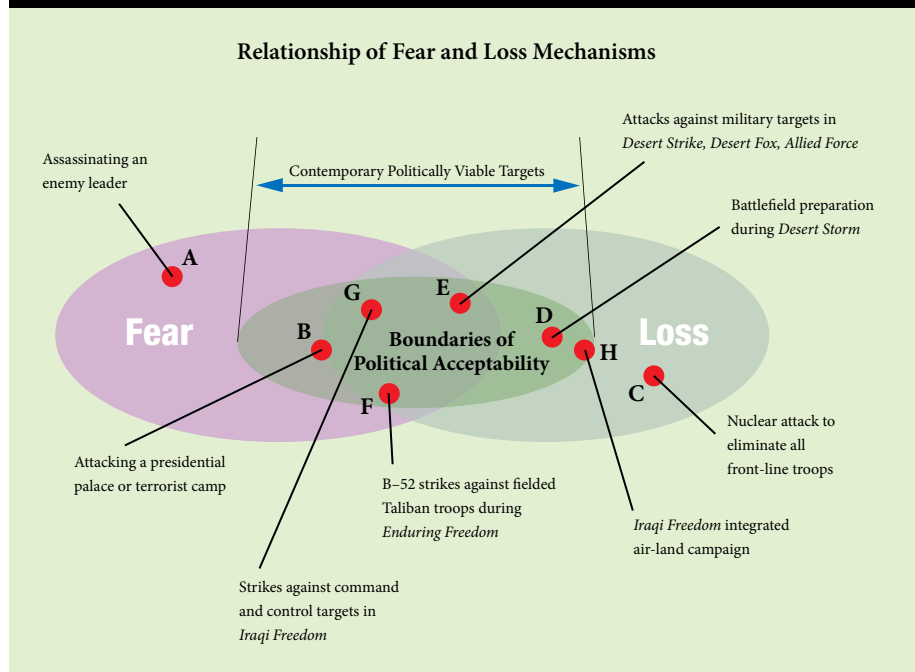 Relationship of Fear and Loss Mechanisms
Attacks against military targets in
Desert Strike, Desert Fox, Allied Force
Assassinating an
enemy leader
Contemporary Politically Viable Targets
Battlefield preparation
during Desert Storm
A
G
E
D
B
H
Fear
Boundaries of
Political Acceptability
Loss
F
C
Nuclear attack to
eliminate all
front-line troops
Attacking a presidential
palace or terrorist camp
B–52 strikes against fielded
Taliban troops during
Enduring Freedom
Iraqi Freedom integrated
air-land campaign
Strikes against command
and control targets in
Iraqi Freedom